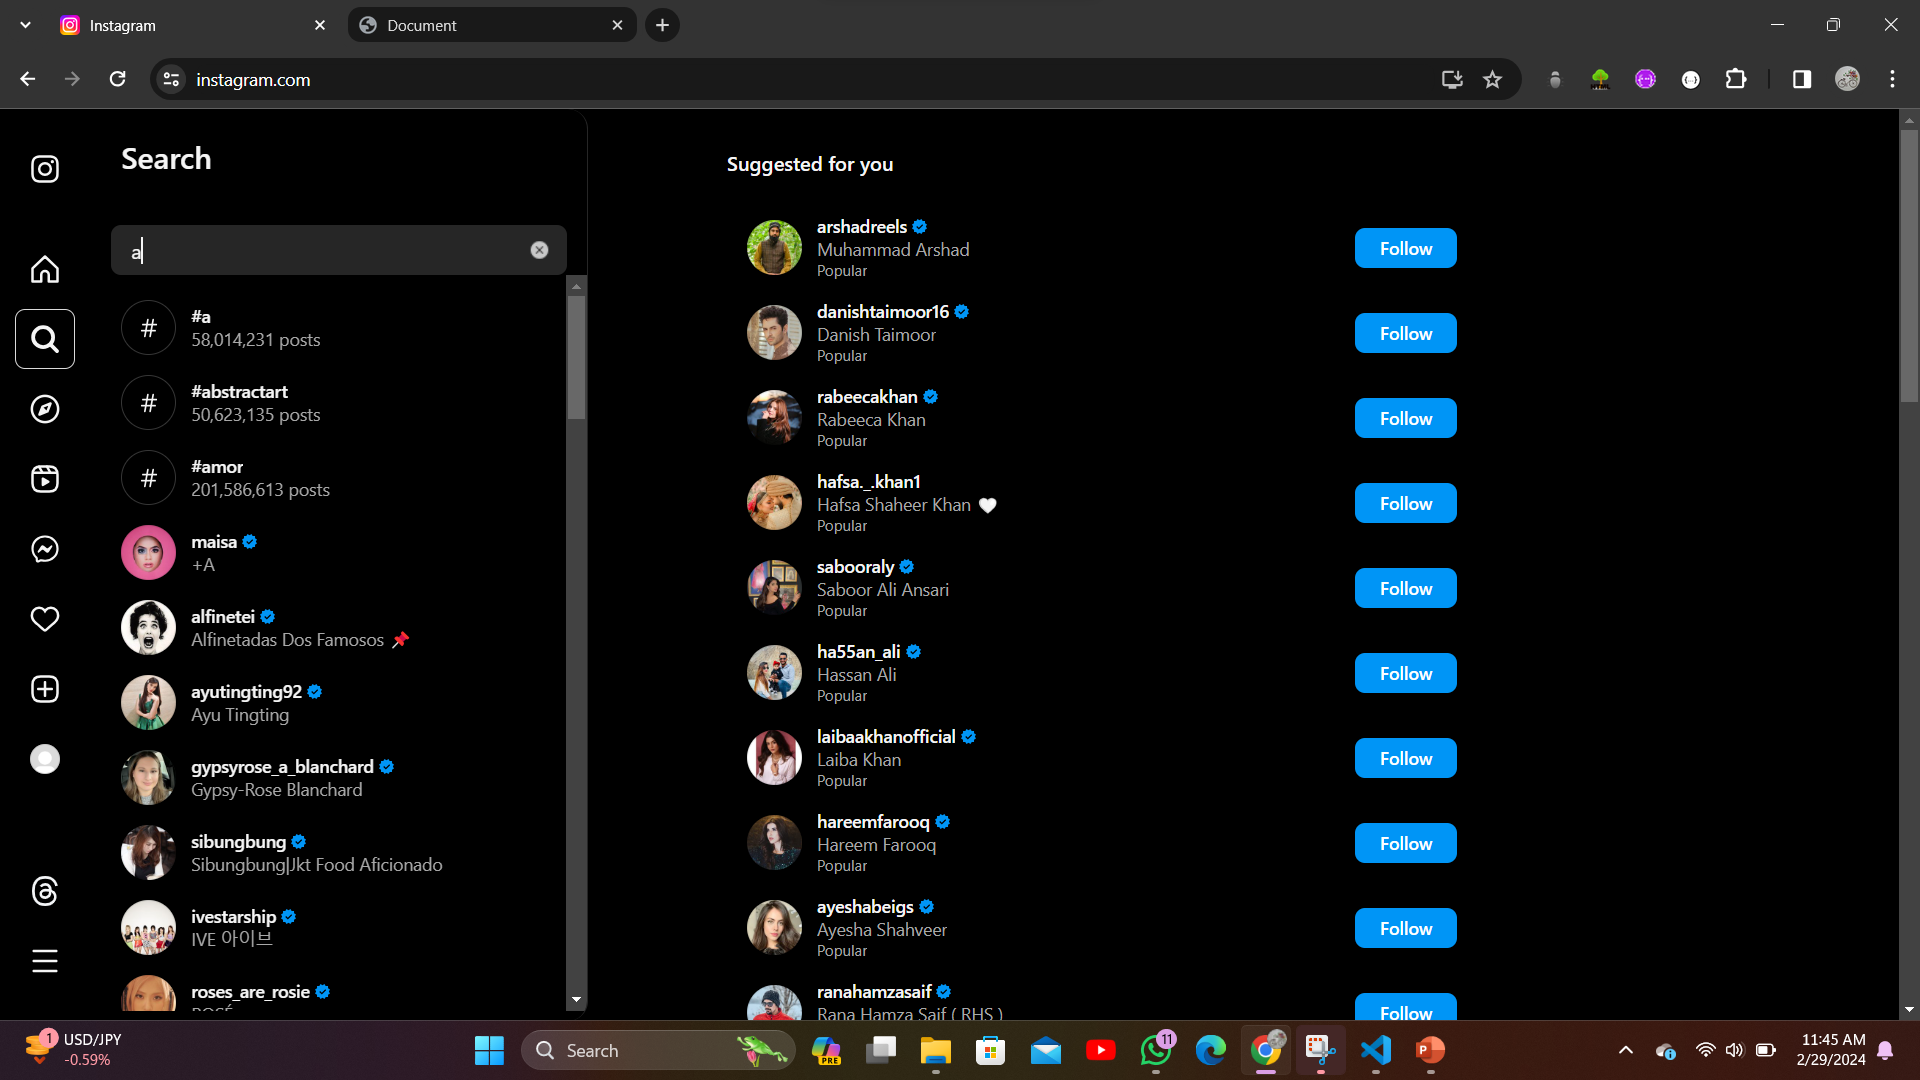 Instagram
Document
instagram.com
Search
a
#a
58,014,231 posts
#abstractart
50,623,135 posts
#amor
201,586,613 posts
maisa
+A
alfinetei
Alfinetadas Dos Famosos 📌
ayutingting92
Ayu Tingting
gypsyrose_a_blanchard
Gypsy-Rose Blanchard
sibungbung
Sibungbung|Jkt Food Aficionado
ivestarship
IVE 아이브
roses_are_rosie
ROSÉ
Suggested for you
arshadreels
Muhammad Arshad
Popular
Follow
danishtaimoor16
Danish Taimoor
Popular
Follow
rabeecakhan
Rabeeca Khan
Popular
Follow
hafsa._.khan1
Hafsa Shaheer Khan 🤍
Popular
Follow
sabooraly
Saboor Ali Ansari
Popular
Follow
ha55an_ali
Hassan Ali
Popular
Follow
laibaakhanofficial
Laiba Khan
Popular
Follow
hareemfarooq
Hareem Farooq
Popular
Follow
ayeshabeigs
Ayesha Shahveer
Popular
Follow
ranahamzasaif
Rana Hamza Saif ( RHS )
Follow
1
USD/JPY
-0.59%
Search
PRE
11
11:45 AM
2/29/2024